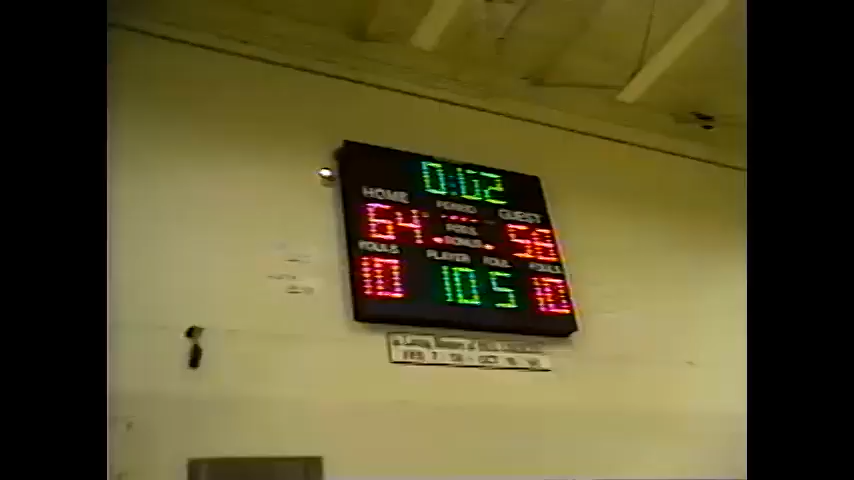 0:02
HOME PERIOD GUEST
64 58
POSS.
BONUS
FOULS PLAYER FOUL FOULS
10 10 5 10